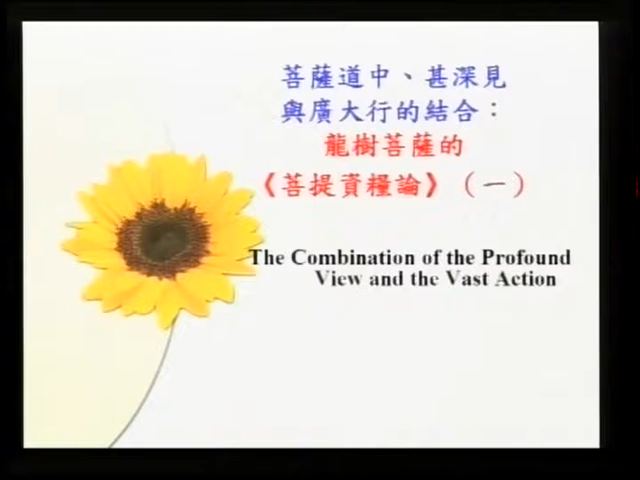 菩薩道中、甚深見
與廣大行的結合：
龍樹菩薩的
《菩提資糧論》（一）
The Combination of the Profound
View and the Vast Action